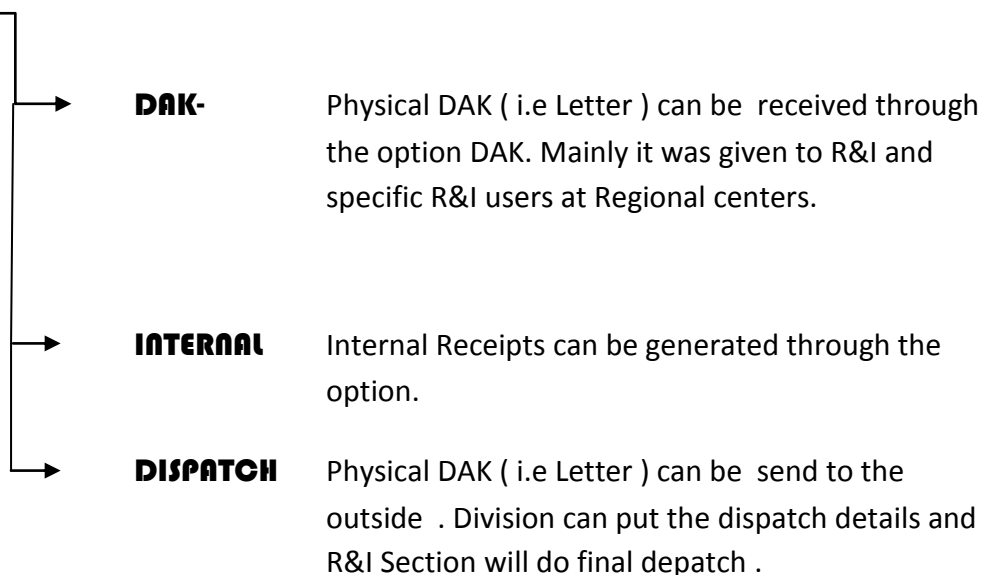 DAK- Physical DAK ( i.e Letter ) can be received through
the option DAK. Mainly it was given to R&I and
specific R&I users at Regional centers.
INTERNAL Internal Receipts can be generated through the
option.
DISPATCH Physical DAK ( i.e Letter ) can be send to the
outside . Division can put the dispatch details and
R&I Section will do final depatch .